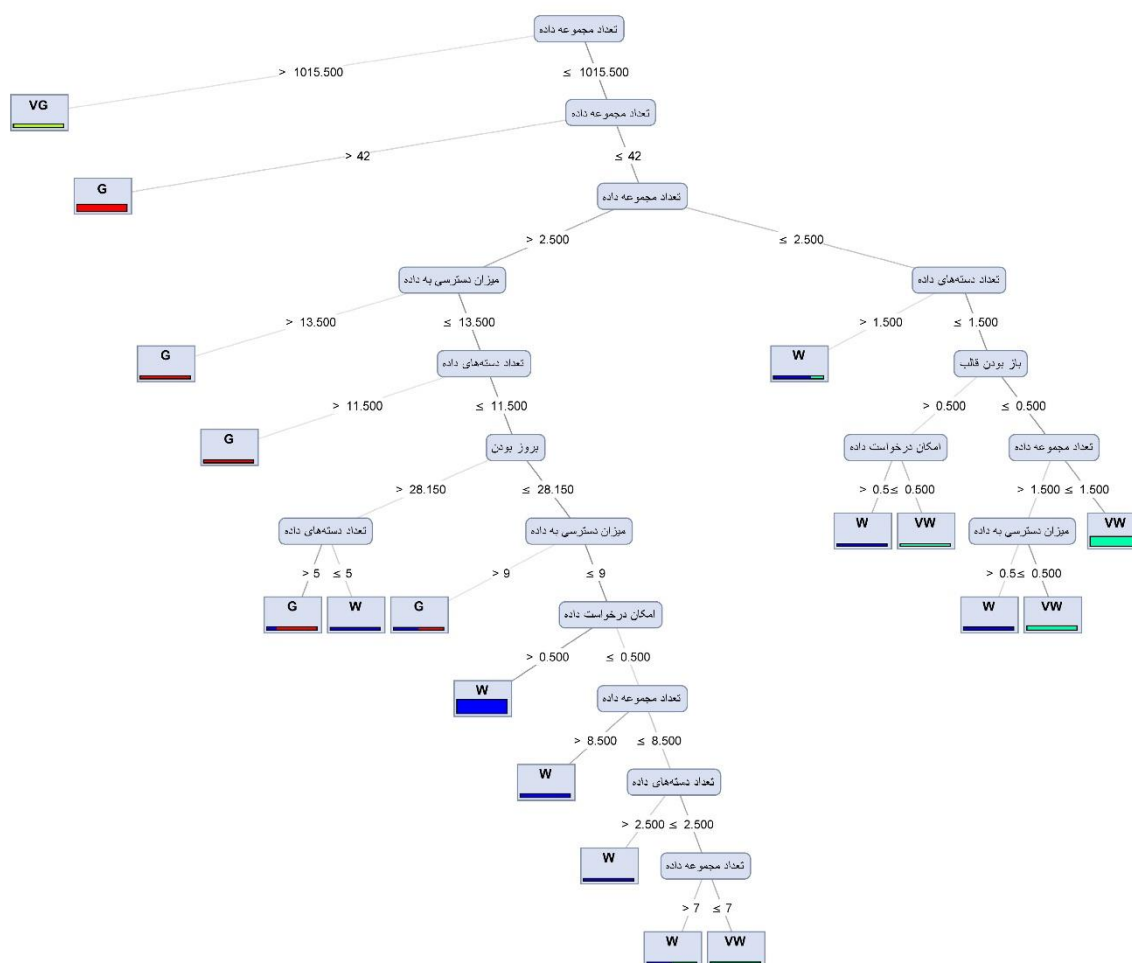 تعداد مجموعه داده
> 1015.500
≤ 1015.500
VG
تعداد مجموعه داده
> 42
≤ 42
G
تعداد مجموعه داده
> 2.500
≤ 2.500
میزان دسترسی به داده
تعداد دسته‌های داده
> 13.500
≤ 13.500
> 1.500
≤ 1.500
G
تعداد دسته‌های داده
W
باز بودن قالب
> 11.500
≤ 11.500
> 0.500
≤ 0.500
G
بروز بودن
امکان درخواست داده
تعداد مجموعه داده
> 28.150
≤ 28.150
> 0.5
≤ 0.500
> 1.500
≤ 1.500
تعداد دسته‌های داده
میزان دسترسی به داده
W
VW
میزان دسترسی به داده
VW
> 5
≤ 5
> 9
≤ 9
> 0.5
≤ 0.500
G
W
G
امکان درخواست داده
W
VW
> 0.500
≤ 0.500
W
تعداد مجموعه داده
> 8.500
≤ 8.500
W
تعداد دسته‌های داده
> 2.500
≤ 2.500
W
تعداد مجموعه داده
> 7
≤ 7
W
VW